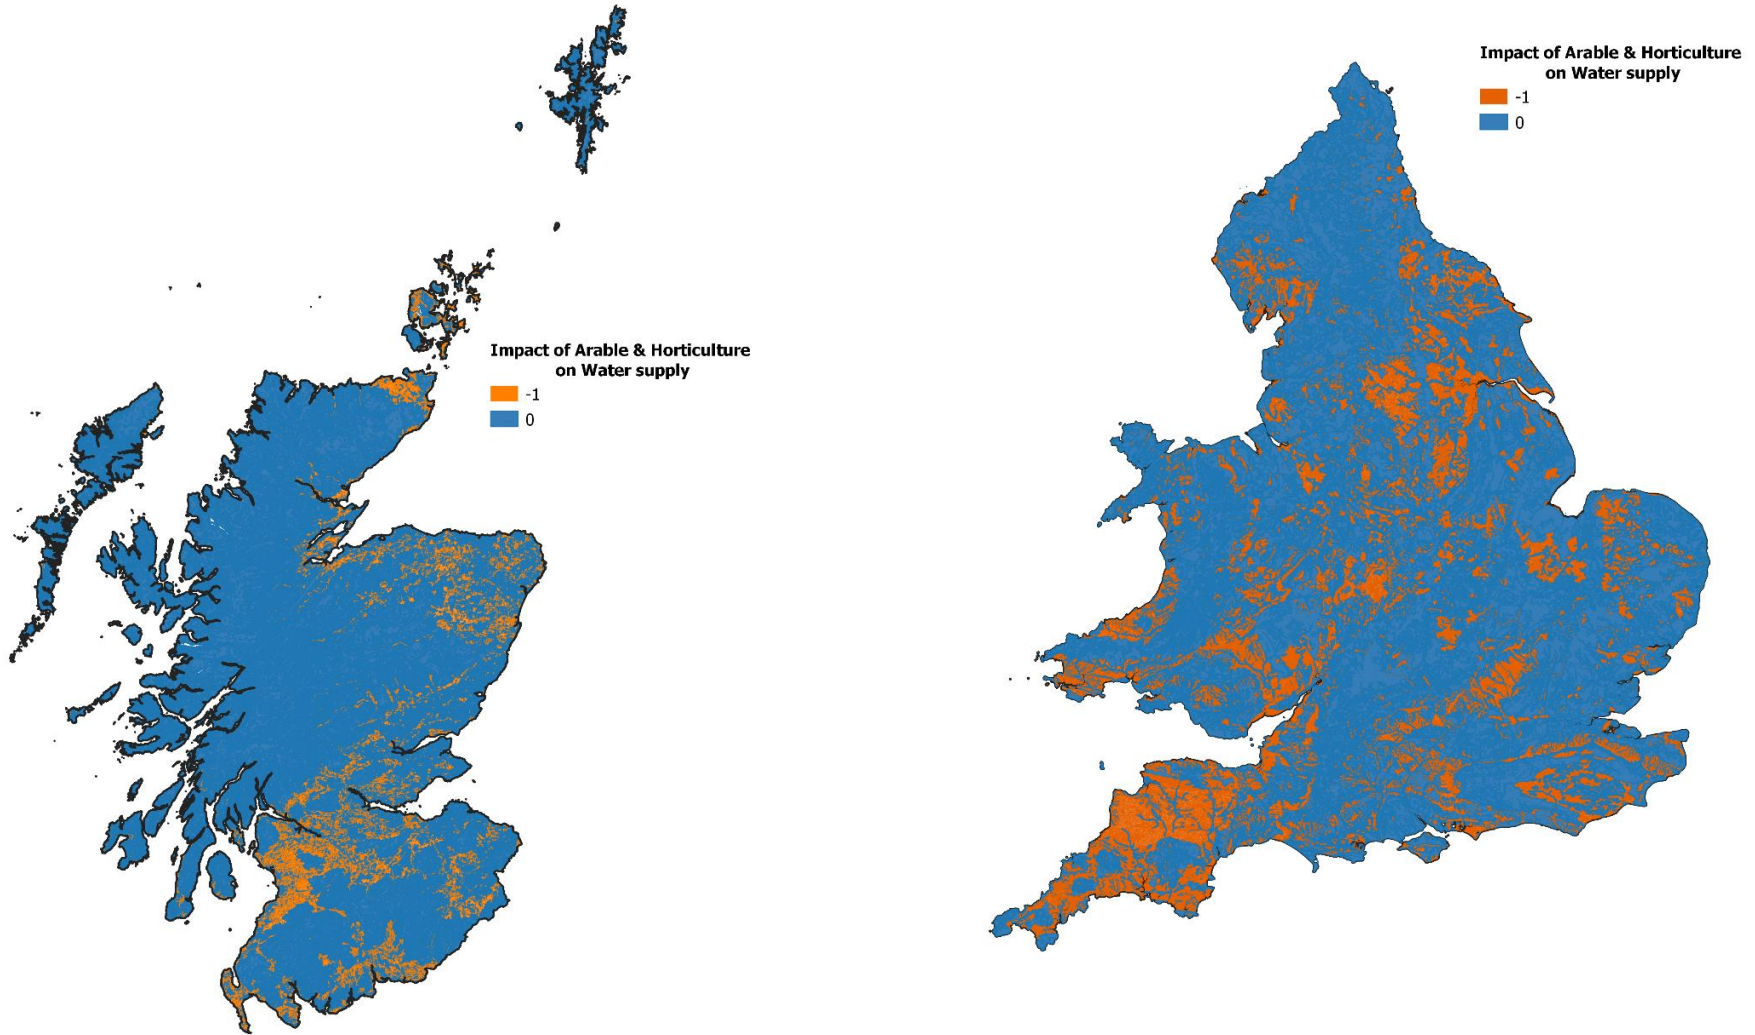 Impact of Arable & Horticulture
on Water supply
-1
0
Impact of Arable & Horticulture
on Water supply
-1
0